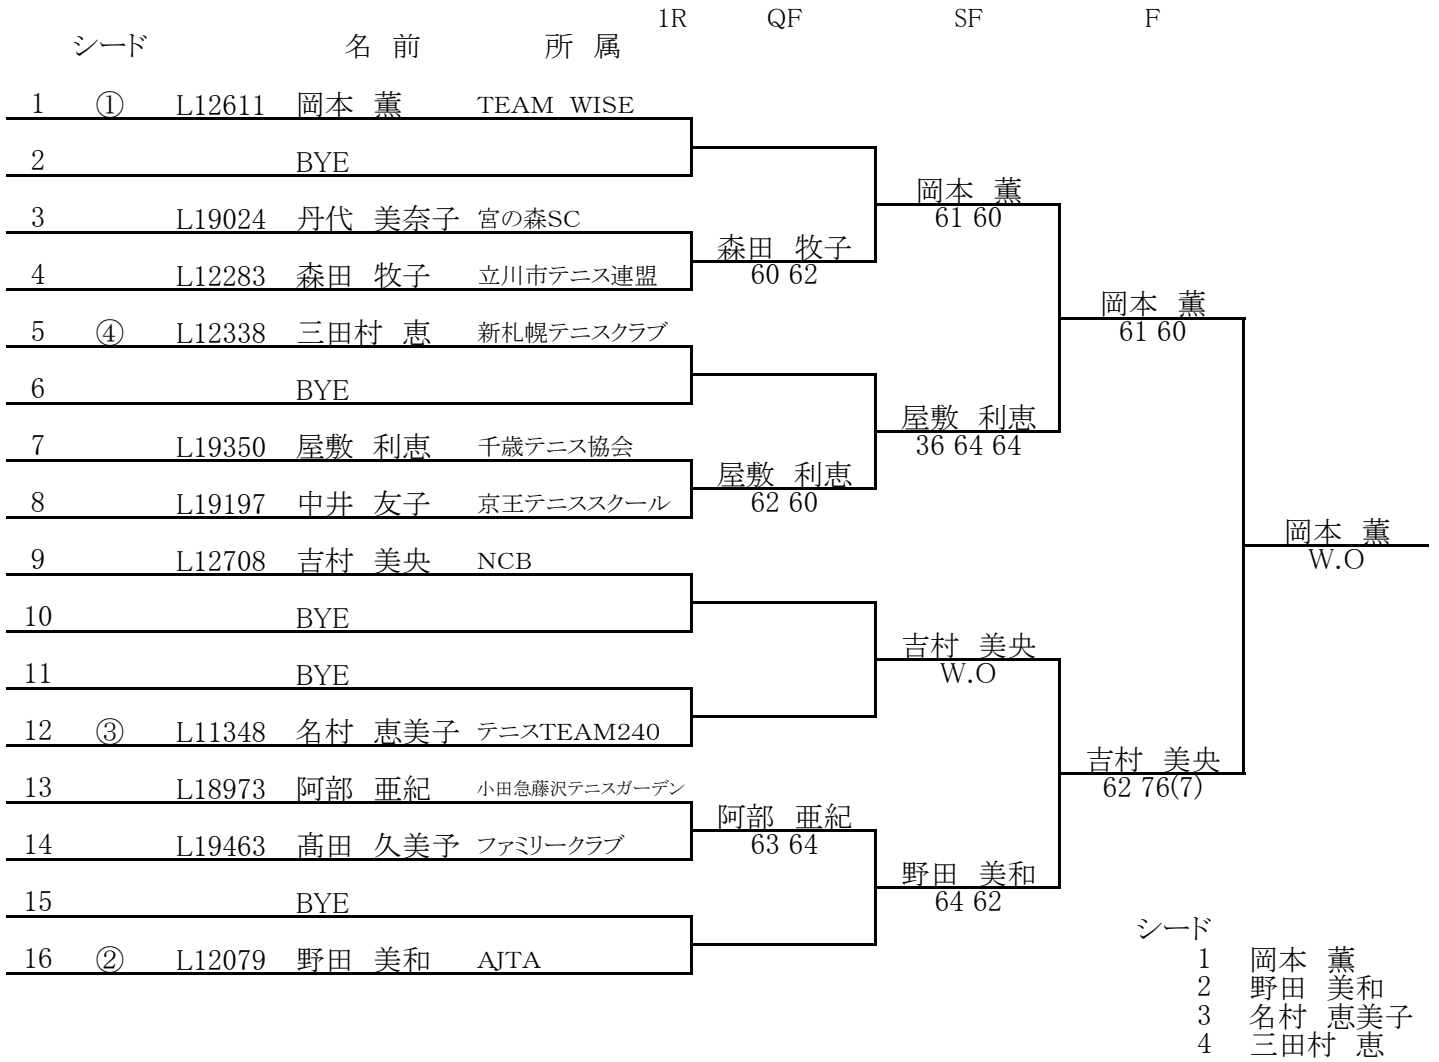 1R QF SF F
シード 名 前 所 属
1 ① L12611 岡本 薫 TEAM WISE
2 BYE
岡本 薫
3 L19024 丹代 美奈子 宮の森SC 61 60
森田 牧子
4 L12283 森田 牧子 立川市テニス連盟 60 62
岡本 薫
5 ④ L12338 三田村 恵 新札幌テニスクラブ 61 60
6 BYE
屋敷 利恵
7 L19350 屋敷 利恵 千歳テニス協会 36 64 64
屋敷 利恵
8 L19197 中井 友子 京王テニススクール 62 60
岡本 薫
9 L12708 吉村 美央 NCB W.O
10 BYE
吉村 美央
11 BYE W.O
12 ③ L11348 名村 恵美子 テニスTEAM240
吉村 美央
13 L18973 阿部 亜紀 小田急藤沢テニスガーデン 62 76(7)
阿部 亜紀
14 L19463 髙田 久美予 ファミリークラブ 63 64
野田 美和
15 BYE 64 62
シード
16 ② L12079 野田 美和 AJTA
1 岡本 薫
2 野田 美和
3 名村 恵美子
4 三田村 恵